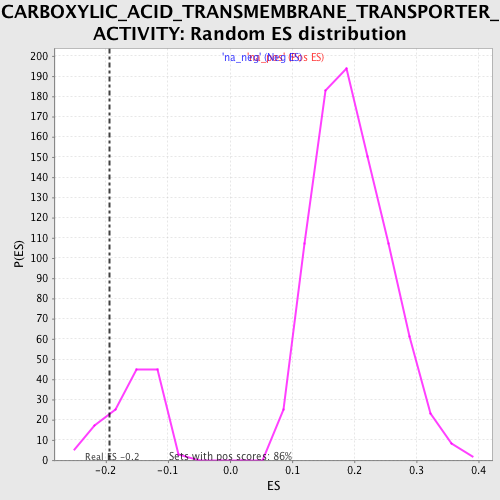 CARBOXYLIC_ACID_TRANSMEMBRANE_TRANSPORTER_
ACTIVITY: Random ES distribution
'na_neg' (Neg ES)
'na_pos' (Pos ES)
200
190
180
170
160
150
140
130
120
110
100
90
80
70
60
50
40
30
20
10
0
P(ES)
Real ES -0.2
Sets with pos scores: 86%
-0.2 -0.1 0.0 0.1 0.2 0.3 0.4
ES